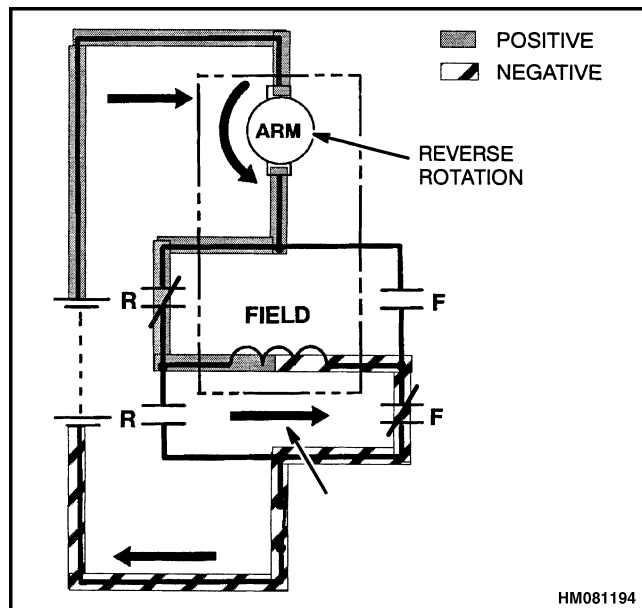 POSITIVE
NEGATIVE
ARM
REVERSE
ROTATION
R
F
FIELD
R
F
HM081194